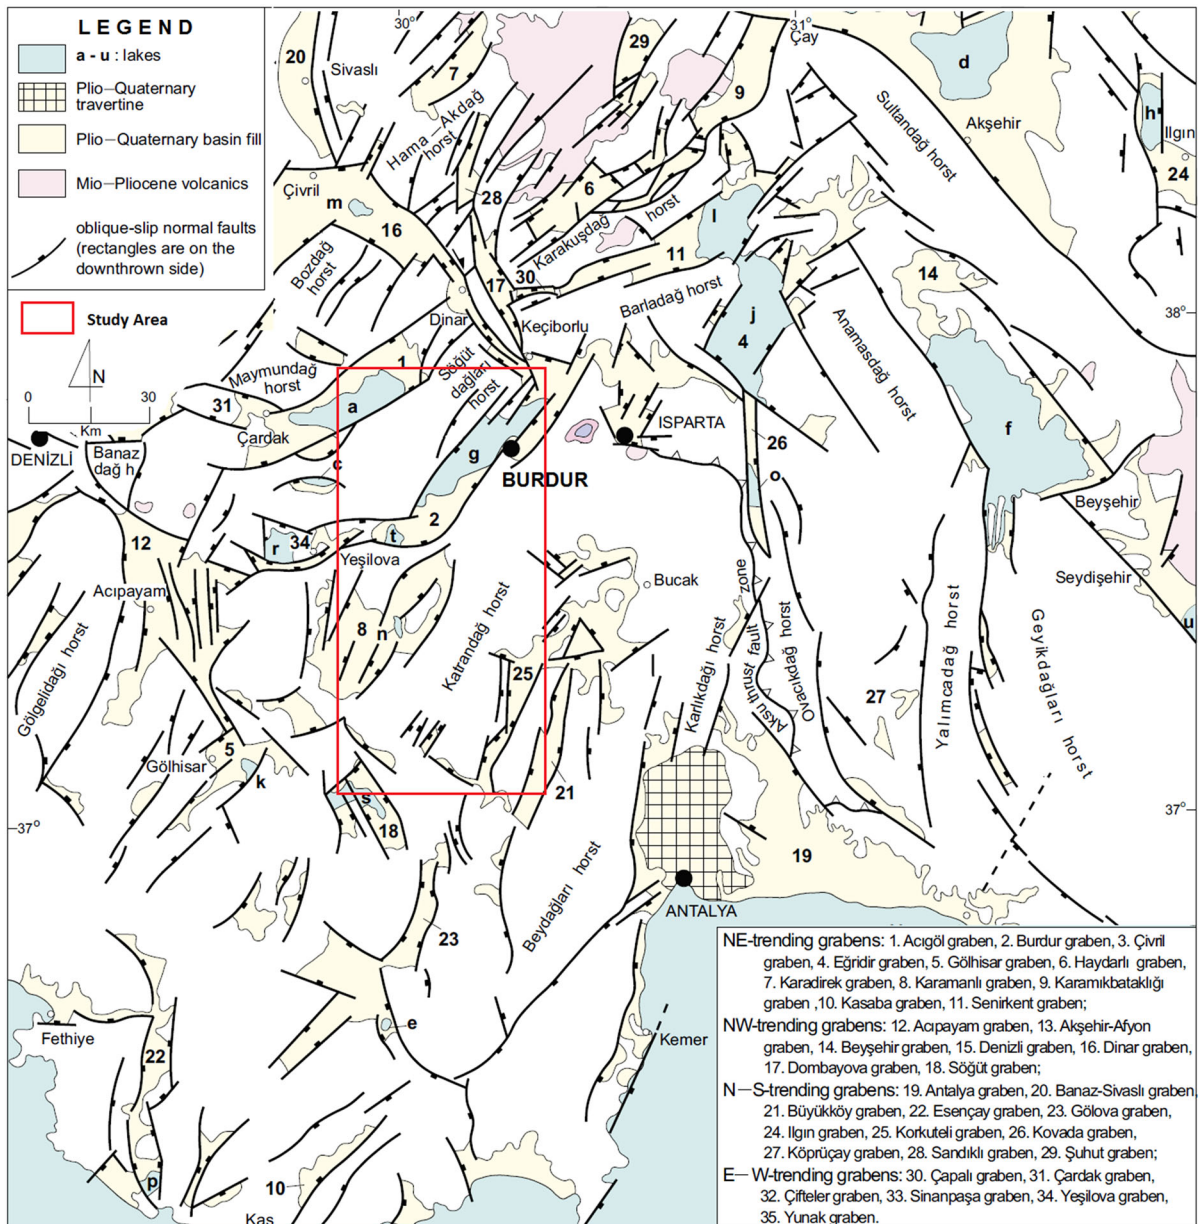 LEGEND
a - u : lakes
Plio—Quaternary
travertine
Plio—Quaternary basin fill
Mio—Pliocene volcanics
oblique-slip normal faults
(rectangles are on the
downthrown side)
Study Area
N
0 30
Km
30°
31°
38°
37°
37°
20
Sivaslı
7
29
Çay
9
d
Akşehir
h
Ilgın
24
Sultandağ horst
Hama—Akdağ
horst
28
6
Çivril
m
16
Bozdağ
horst
Karakuşdağ
horst
l
11
30
17
Barladağ horst
14
j
4
Anamasdağ horst
Dinar
Keçiborlu
1
Söğüt
dağları
horst
Maymundağ
horst
31
a
Çardak
DENİZLİ
Banaz
dağ h
c
g
BURDUR
ISPARTA
26
o
f
Beyşehir
Seydişehir
u
2
t
r
34
Yeşilova
12
Acıpayam
Bucak
8
n
Katrandağ horst
25
Gölgelidağı horst
Karlıkdağı horst
Aksu thrust fault
zone
Ovacıkdağ horst
27
Yalımcadağ horst
Geyikdağları horst
5
Gölhisar
k
s
18
21
19
Beydağları horst
ANTALYA
23
e
Fethiye
22
Kemer
p
10
Kaş
NE-trending grabens: 1. Acıgöl graben, 2. Burdur graben, 3. Çivril
graben, 4. Eğridir graben, 5. Gölhisar graben, 6. Haydarlı graben,
7. Karadirek graben, 8. Karamanlı graben, 9. Karamıkbataklığı
graben ,10. Kasaba graben, 11. Senirkent graben;
NW-trending grabens: 12. Acıpayam graben, 13. Akşehir-Afyon
graben, 14. Beyşehir graben, 15. Denizli graben, 16. Dinar graben,
17. Dombayova graben, 18. Söğüt graben;
N—S-trending grabens: 19. Antalya graben, 20. Banaz-Sivaslı graben,
21. Büyükköy graben, 22. Esençay graben, 23. Gölova graben,
24. Ilgın graben, 25. Korkuteli graben, 26. Kovada graben,
27. Köprüçay graben, 28. Sandıklı graben, 29. Şuhut graben;
E—W-trending grabens: 30. Çapalı graben, 31. Çardak graben,
32. Çifteler graben, 33. Sinanpaşa graben, 34. Yeşilova graben,
35. Yunak graben.